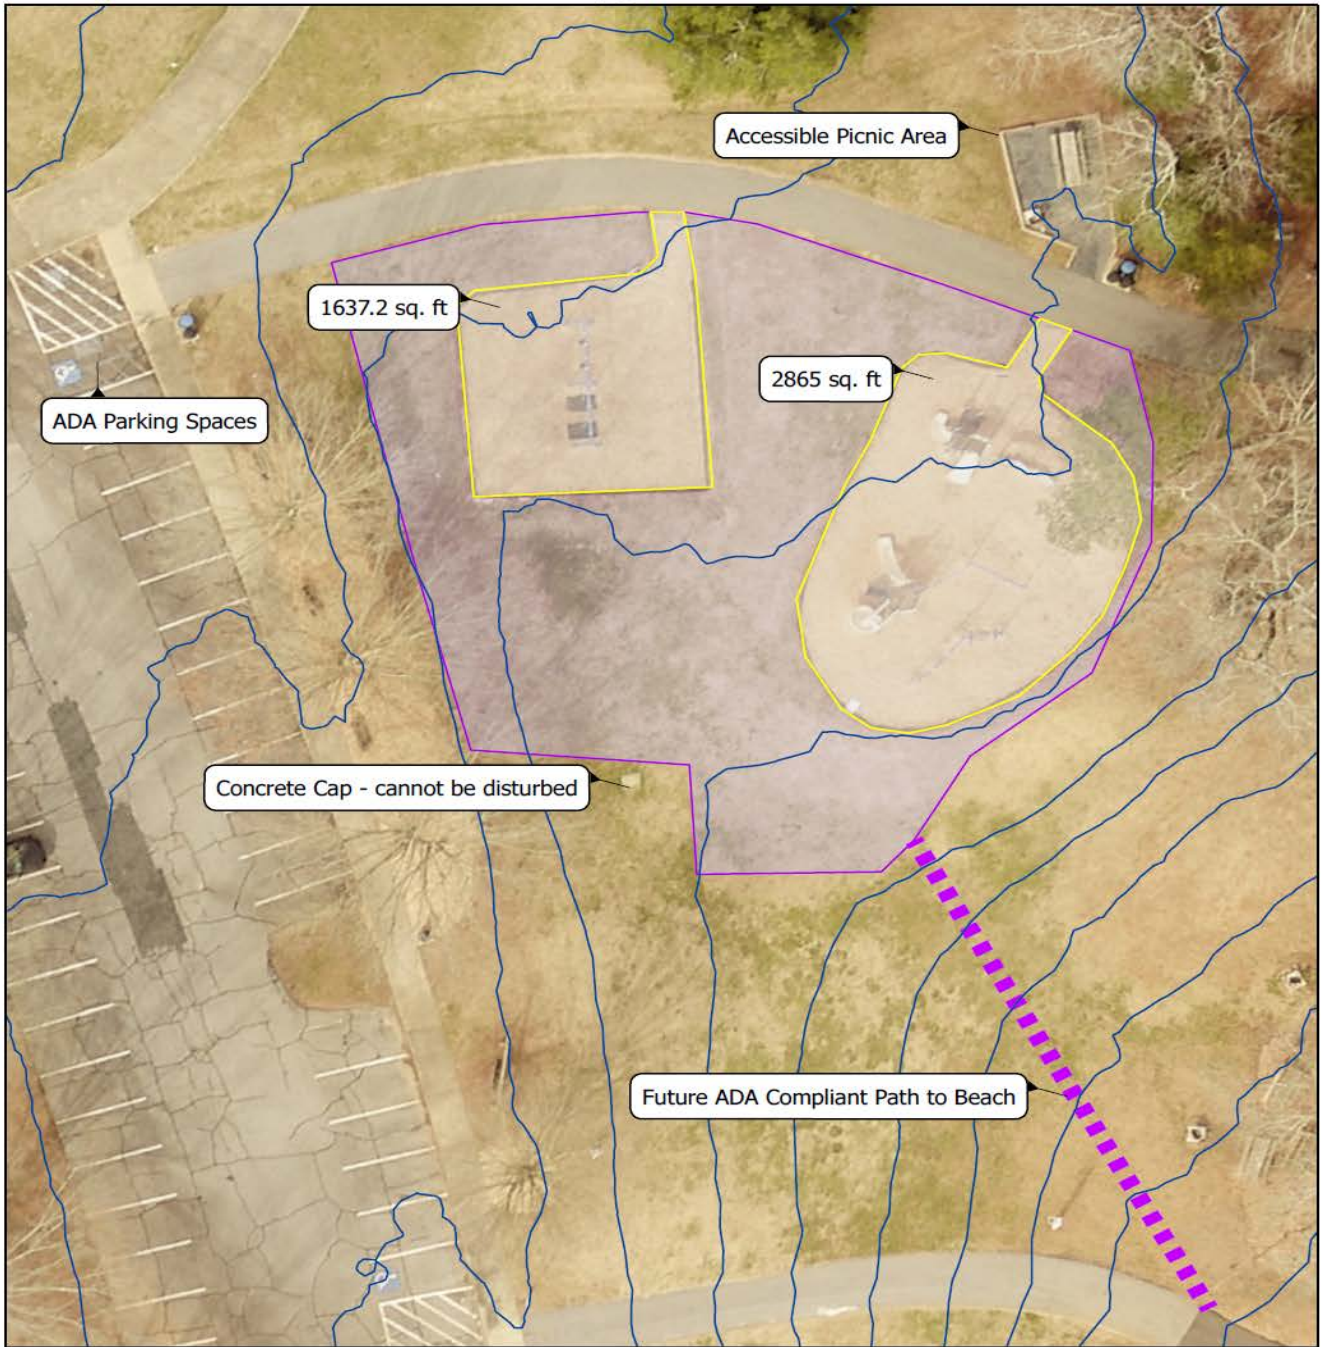 Accessible Picnic Area
1637.2 sq. ft
2865 sq. ft
ADA Parking Spaces
Concrete Cap - cannot be disturbed
Future ADA Compliant Path to Beach